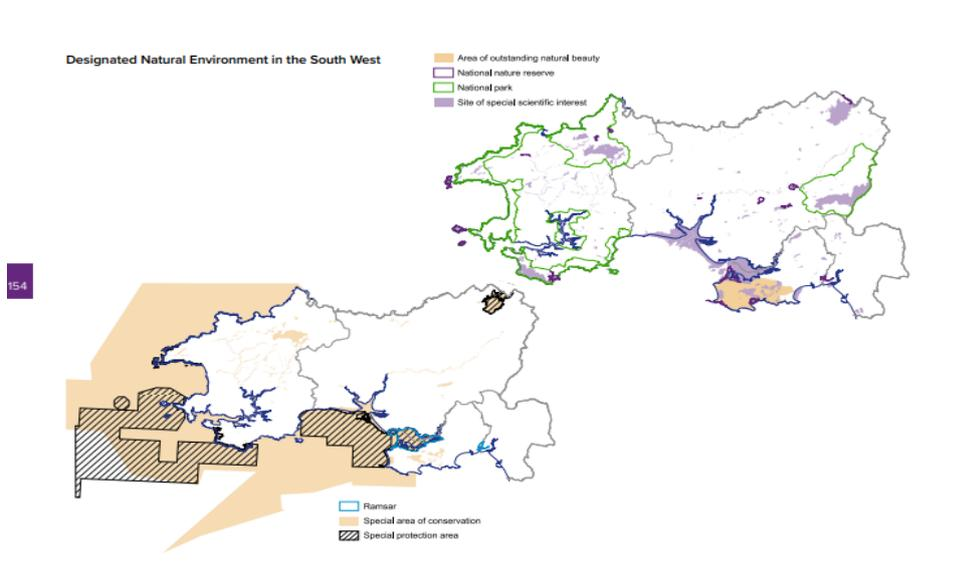 Designated Natural Environment in the South West
Area of outstanding natural beauty
National nature reserve
National park
Site of special scientific interest
154
Ramsar
Special area of conservation
Special protection area